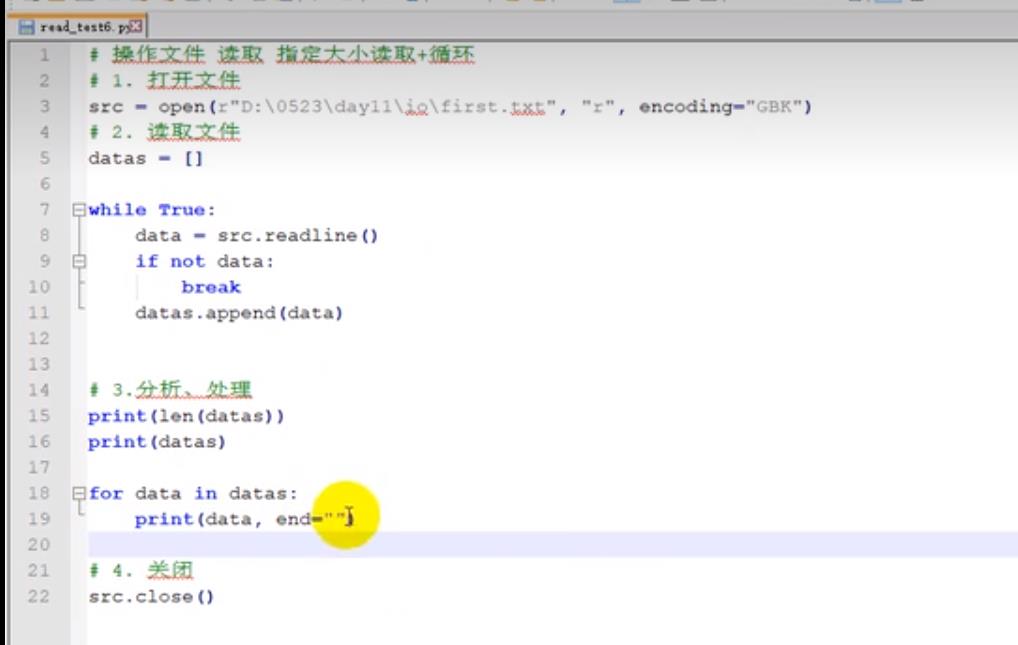 read_test6.py
1 # 操作文件 读取 指定大小读取+循环
2 # 1. 打开文件
3 src = open(r"D:\0523\day11\io\first.txt", "r", encoding="GBK")
4 # 2. 读取文件
5 datas = []
6
7 while True:
8 data = src.readline()
9 if not data:
10 break
11 datas.append(data)
12
13
14 # 3.分析、处理
15 print(len(datas))
16 print(datas)
17
18 for data in datas:
19 print(data, end="")
20
21 # 4. 关闭
22 src.close()